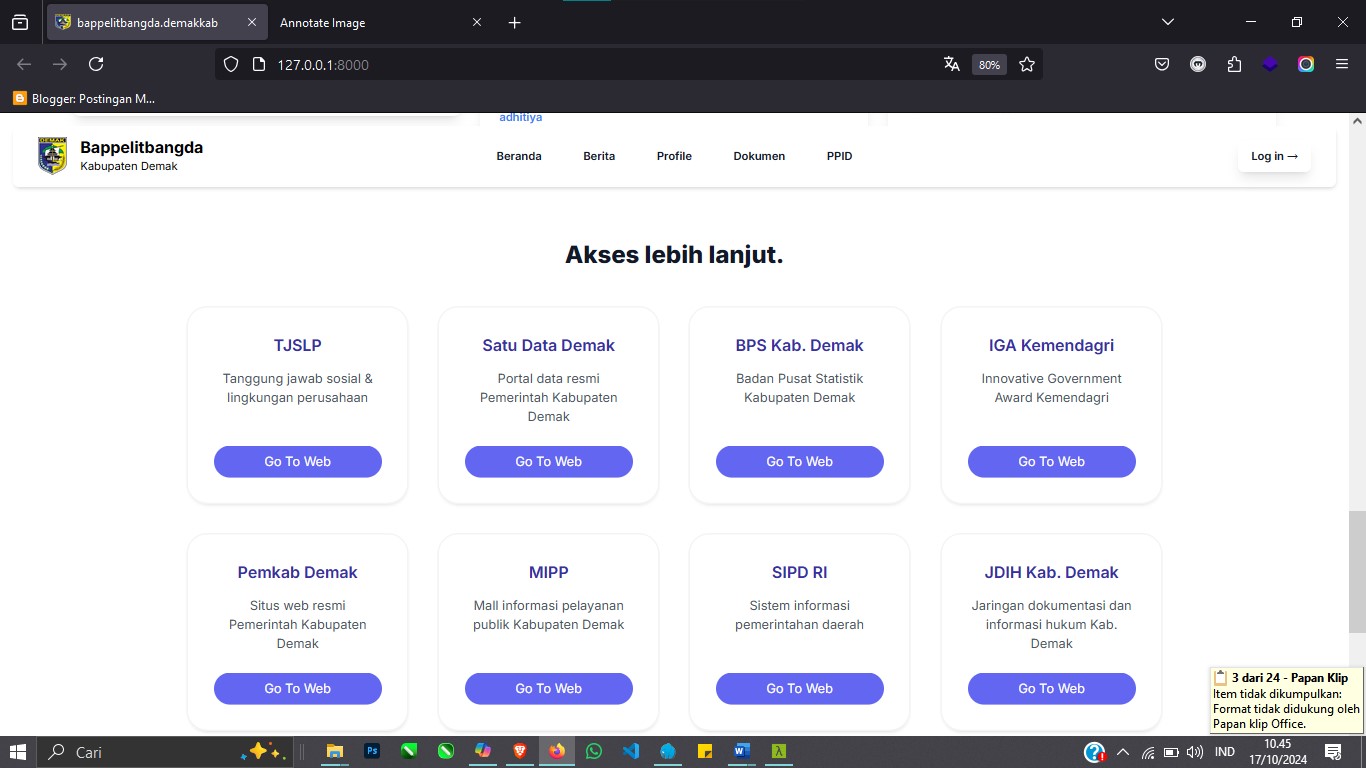 bappelitbangda.demakkab
Annotate Image
127.0.0.1:8000
80%
Blogger: Postingan M...
adhitiya
DEMAK
Bappelitbangda
Kabupaten Demak
Beranda
Berita
Profile
Dokumen
PPID
Log in →
Akses lebih lanjut.
TJSLP
Tanggung jawab sosial &
lingkungan perusahaan
Go To Web
Satu Data Demak
Portal data resmi
Pemerintah Kabupaten
Demak
Go To Web
BPS Kab. Demak
Badan Pusat Statistik
Kabupaten Demak
Go To Web
IGA Kemendagri
Innovative Government
Award Kemendagri
Go To Web
Pemkab Demak
Situs web resmi
Pemerintah Kabupaten
Demak
Go To Web
MIPP
Mall informasi pelayanan
publik Kabupaten Demak
Go To Web
SIPD RI
Sistem informasi
pemerintahan daerah
Go To Web
JDIH Kab. Demak
Jaringan dokumentasi dan
informasi hukum Kab.
Demak
Go To Web
3 dari 24 - Papan Klip
Item tidak dikumpulkan:
Format tidak didukung oleh
Papan klip Office.
Cari
Ps
IND
10.45
17/10/2024